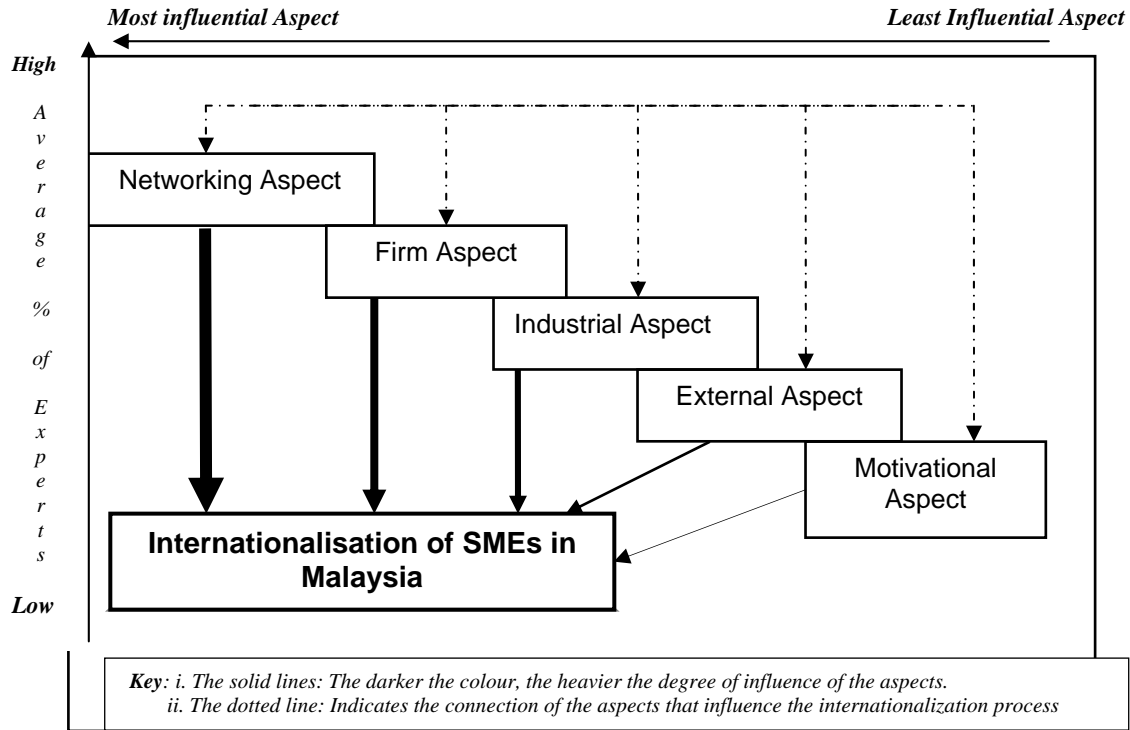 Most influential Aspect
Least Influential Aspect
High
Average % of Experts
Low
Networking Aspect
Firm Aspect
Industrial Aspect
External Aspect
Motivational
Aspect
Internationalisation of SMEs in
Malaysia
Key: i. The solid lines: The darker the colour, the heavier the degree of influence of the aspects.
ii. The dotted line: Indicates the connection of the aspects that influence the internationalization process